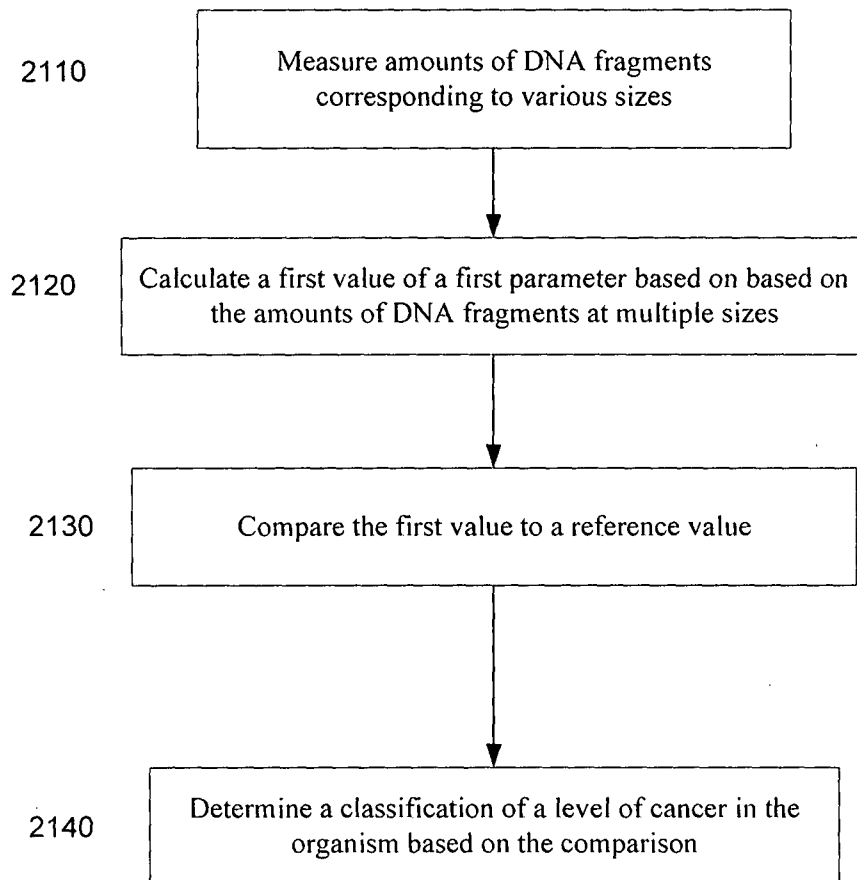 2110
Measure amounts of DNA fragments
corresponding to various sizes
2120
Calculate a first value of a first parameter based on based on
the amounts of DNA fragments at multiple sizes
2130
Compare the first value to a reference value
2140
Determine a classification of a level of cancer in the
organism based on the comparison